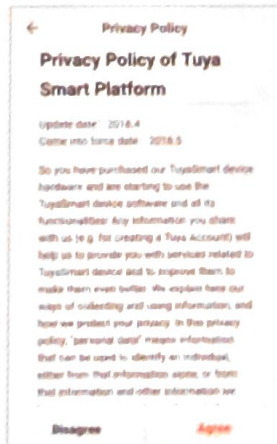 Privacy Policy
Privacy Policy of Tuya
Smart Platform
Update date: 2018.4
Come into force date: 2018.5
So you have purchased our TuyaSmart device
hardware and are starting to use the
TuyaSmart device software and all its
functionalities! Any information you share
with us (e.g. for creating a Tuya Account) will
help us to provide you with services related to
TuyaSmart device and to improve them to
make them even better. We explain here our
ways of collecting and using information, and
how we protect your privacy. In this privacy
policy, "personal data" means information
that can be used to identify an individual,
either from that information alone, or from
that information and other information we
Disagree
Agree